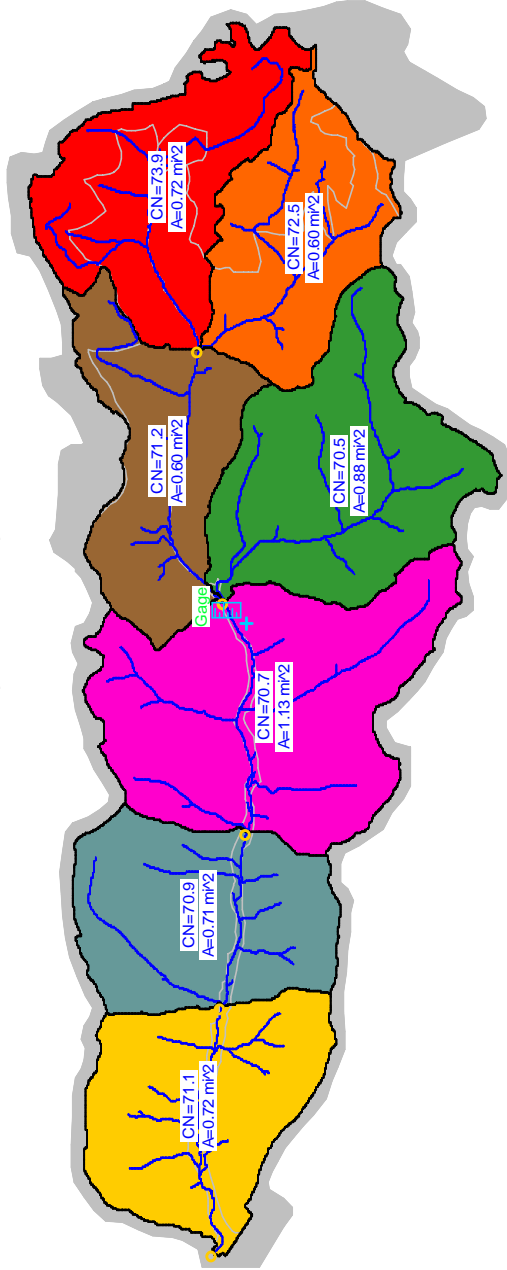 CN=73.9
A=0.72 mi^2
CN=72.5
A=0.60 mi^2
CN=71.2
A=0.60 mi^2
CN=70.5
A=0.88 mi^2
Gage
CN=70.7
A=1.13 mi^2
CN=70.9
A=0.71 mi^2
CN=71.1
A=0.72 mi^2